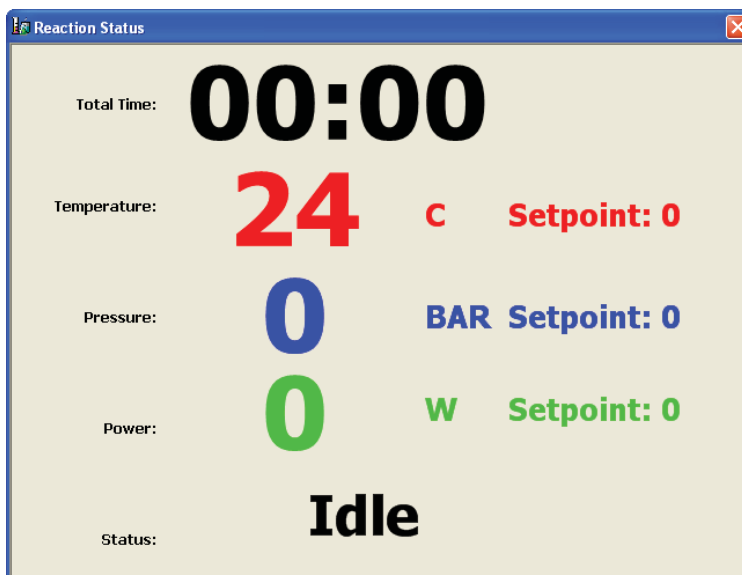 Reaction Status
Total Time: 00:00
Temperature: 24 C Setpoint: 0
Pressure: 0 BAR Setpoint: 0
Power: 0 W Setpoint: 0
Status: Idle